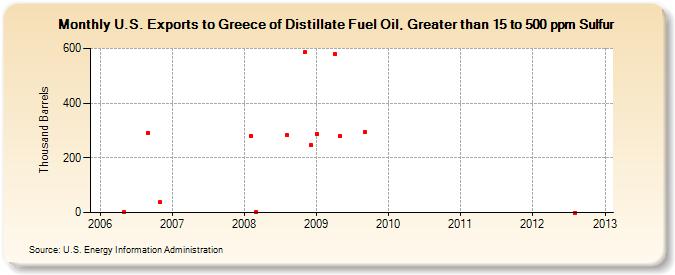 Monthly U.S. Exports to Greece of Distillate Fuel Oil, Greater than 15 to 500 ppm Sulfur
Thousand Barrels
600
400
200
0
2006 2007 2008 2009 2010 2011 2012 2013
Source: U.S. Energy Information Administration